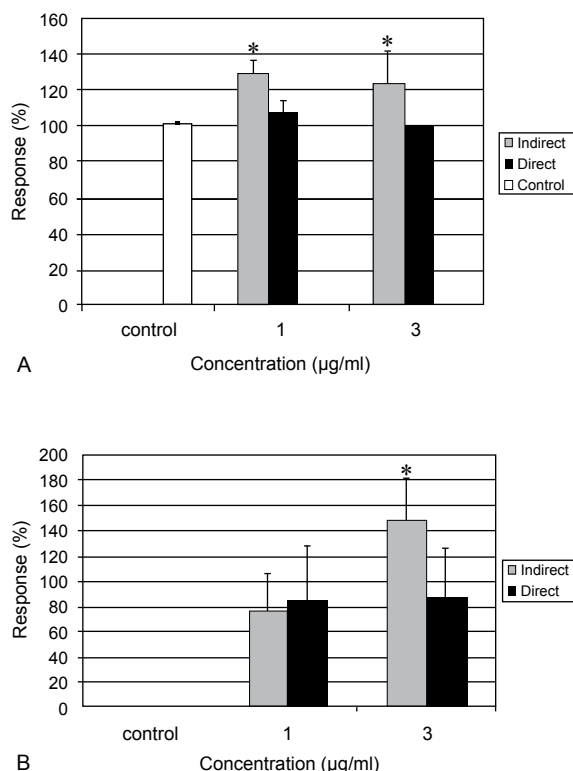 160
140
120
100
80
60
40
20
0
Response (%)
*
*
Indirect
Direct
Control
control 1 3
A Concentration (µg/ml)
200
180
160
140
120
100
80
60
40
20
0
Response (%)
*
Indirect
Direct
control 1 3
B Concentration (µg/ml)